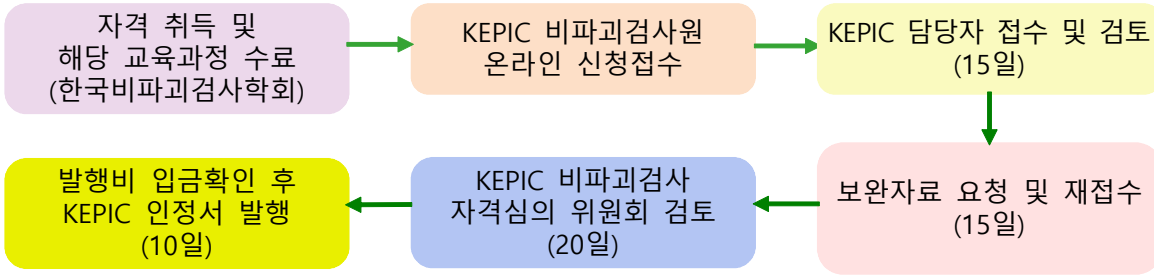 자격 취득 및
해당 교육과정 수료
(한국비파괴검사학회)
KEPIC 비파괴검사원
온라인 신청접수
KEPIC 담당자 접수 및 검토
(15일)
보완자료 요청 및 재접수
(15일)
KEPIC 비파괴검사
자격심의 위원회 검토
(20일)
발행비 입금확인 후
KEPIC 인정서 발행
(10일)